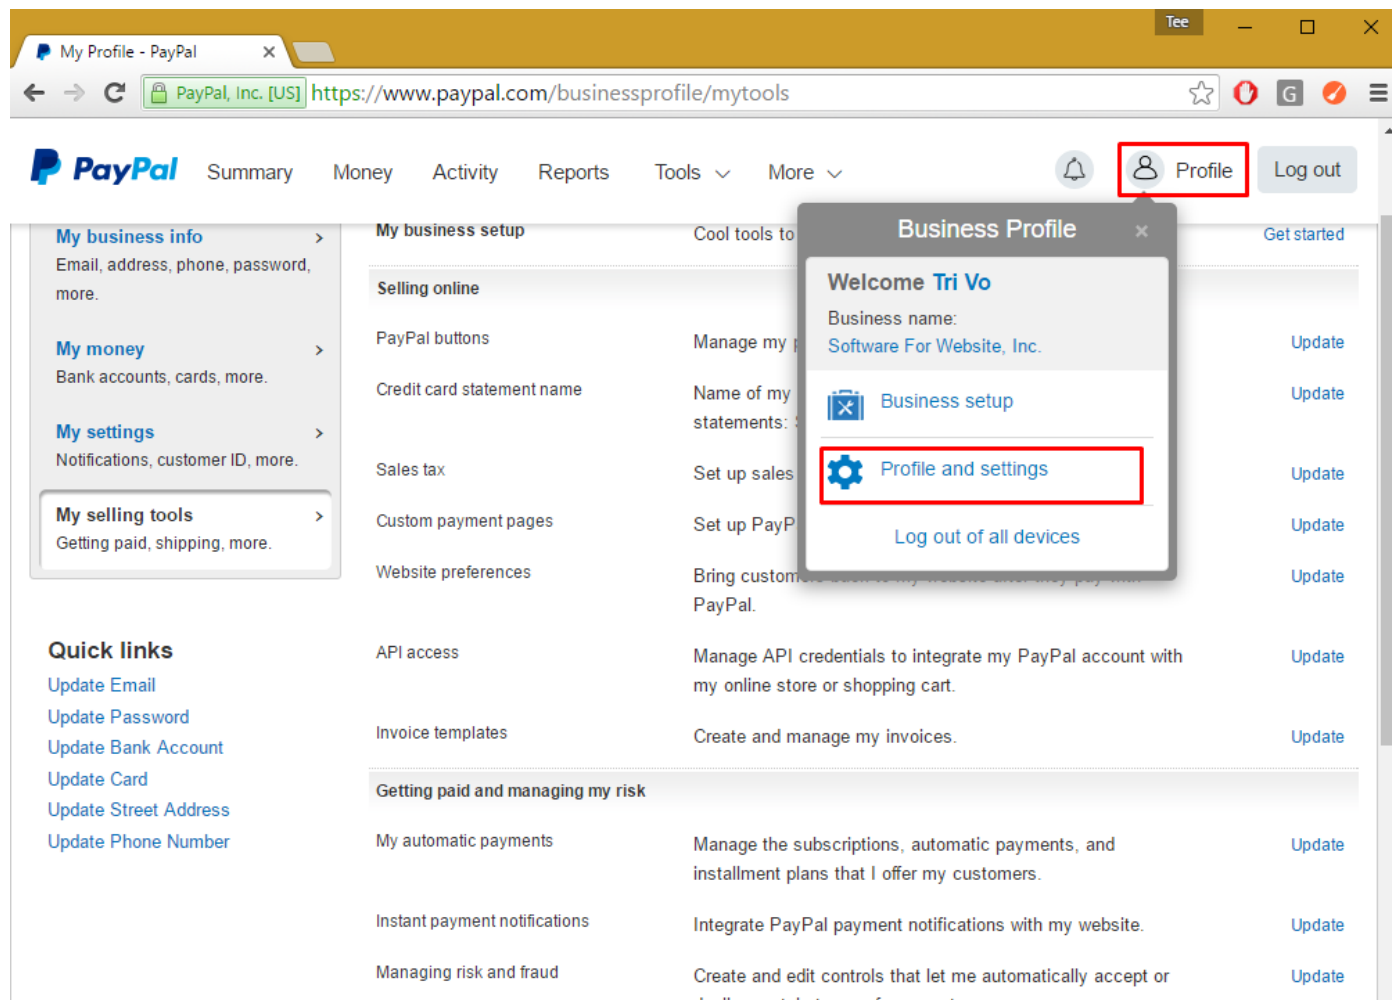 Tee
My Profile - PayPal
PayPal, Inc. [US] https://www.paypal.com/businessprofile/mytools
PayPal Summary Money Activity Reports Tools More Profile Log out
My business info
Email, address, phone, password,
more.
My money
Bank accounts, cards, more.
My settings
Notifications, customer ID, more.
My selling tools
Getting paid, shipping, more.
Quick links
Update Email
Update Password
Update Bank Account
Update Card
Update Street Address
Update Phone Number
My business setup Cool tools to Get started
Selling online
PayPal buttons Manage my Update
Credit card statement name Name of my Update
statements:
Sales tax Set up sales Update
Custom payment pages Set up PayP Update
Website preferences Bring custom Update
PayPal.
API access Manage API credentials to integrate my PayPal account with Update
my online store or shopping cart.
Invoice templates Create and manage my invoices. Update
Getting paid and managing my risk
My automatic payments Manage the subscriptions, automatic payments, and Update
installment plans that I offer my customers.
Instant payment notifications Integrate PayPal payment notifications with my website. Update
Managing risk and fraud Create and edit controls that let me automatically accept or Update
Business Profile
Welcome Tri Vo
Business name:
Software For Website, Inc.
Business setup
Profile and settings
Log out of all devices